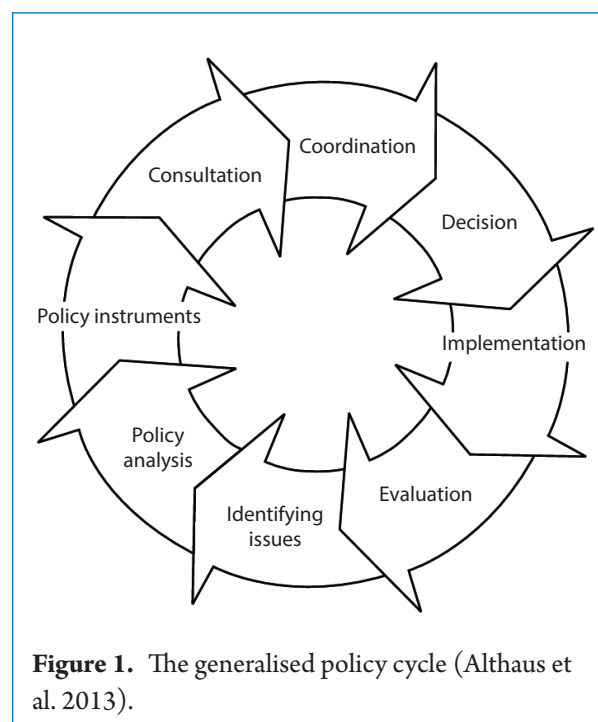 Coordination
Consultation
Decision
Policy instruments
Implementation
Policy
analysis
Evaluation
Identifying
issues
Figure 1. The generalised policy cycle (Althaus et
al. 2013).